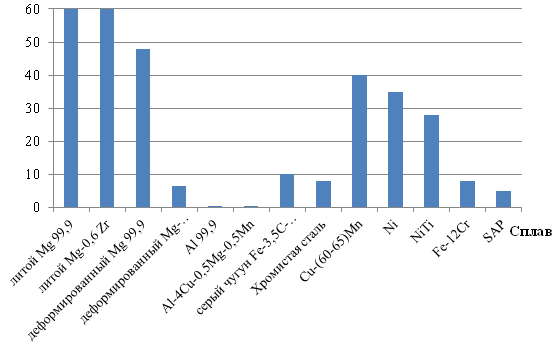 60
50
40
30
20
10
0
литой Mg 99,9
литой Mg-0,6 Zr
деформированный Mg 99,9
деформированный Mg-...
Al 99,9
Al-4Cu-0,5Mg-0,5Mn
серый чугун Fe-3,5C-...
Хромистая сталь
Cu-(60-65)Mn
Ni
NiTi
Fe-12Cr
SAP
Сплав